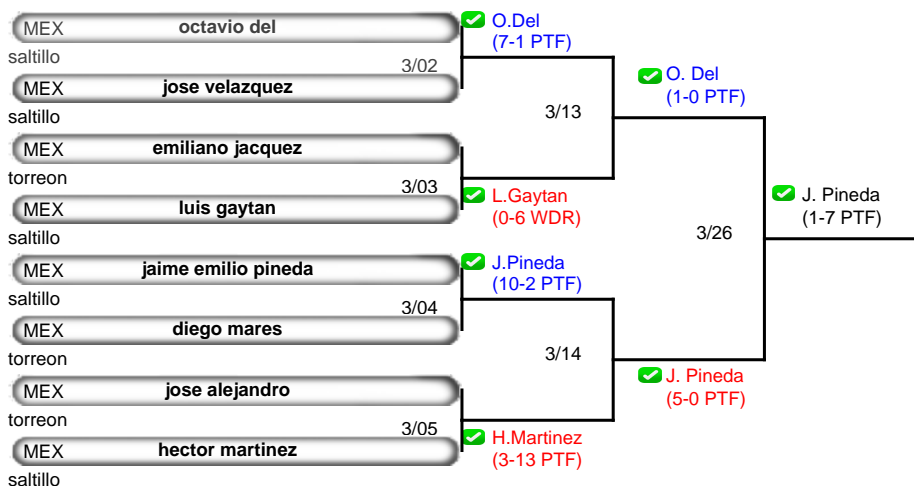 MEX octavio del
saltillo
3/02
MEX jose velazquez
saltillo
O.Del
(7-1 PTF)
MEX emiliano jacquez
torreon
3/03
MEX luis gaytan
saltillo
L.Gaytan
(0-6 WDR)
3/13
O. Del
(1-0 PTF)
MEX jaime emilio pineda
saltillo
3/04
MEX diego mares
torreon
J.Pineda
(10-2 PTF)
MEX jose alejandro
torreon
3/05
MEX hector martinez
saltillo
H.Martinez
(3-13 PTF)
3/14
J. Pineda
(5-0 PTF)
3/26
J. Pineda
(1-7 PTF)